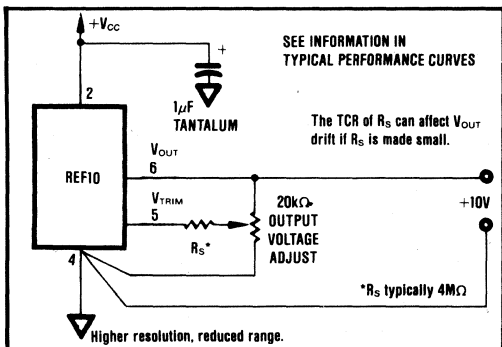 +VCC
SEE INFORMATION IN
TYPICAL PERFORMANCE CURVES
+
2
1µF
TANTALUM
The TCR of RS can affect VOUT
drift if RS is made small.
VOUT
6
REF10
VTRIM
5
20kΩ
OUTPUT
VOLTAGE
ADJUST
+10V
RS*
4
*RS typically 4MΩ
Higher resolution, reduced range.